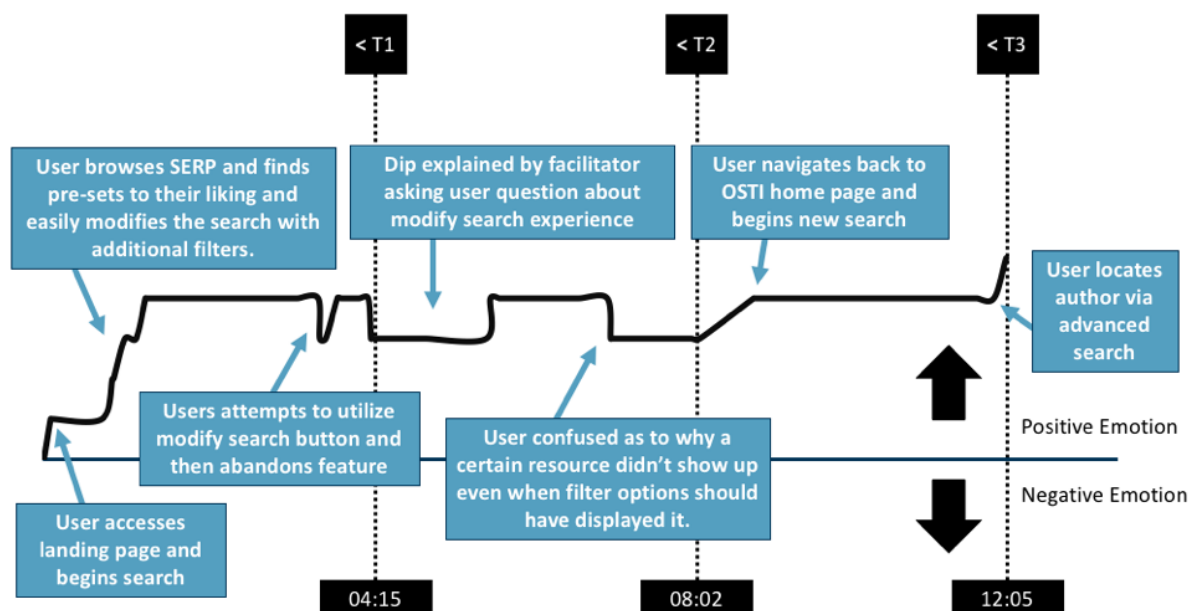 < T1
< T2
< T3
User browses SERP and finds
pre-sets to their liking and
easily modifies the search with
additional filters.
Dip explained by facilitator
asking user question about
modify search experience
User navigates back to
OSTI home page and
begins new search
User locates
author via
advanced
search
Users attempts to utilize
modify search button and
then abandons feature
User confused as to why a
certain resource didn't show up
even when filter options should
have displayed it.
Positive Emotion
Negative Emotion
User accesses
landing page and
begins search
04:15
08:02
12:05